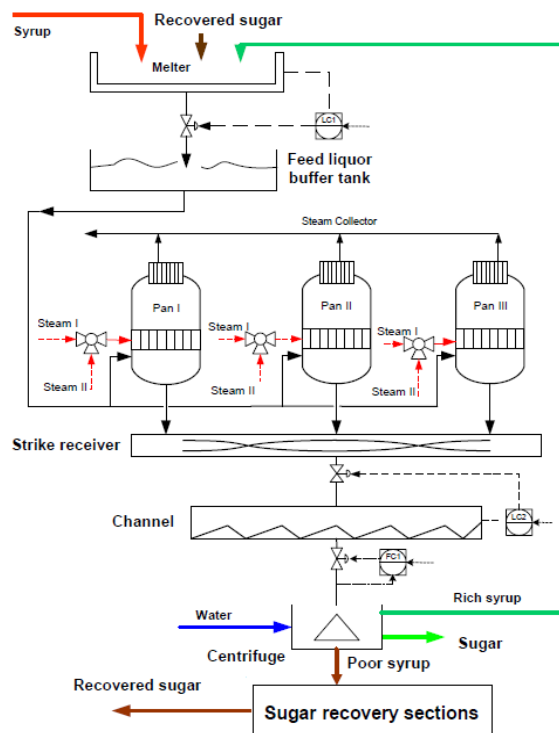 Recovered sugar
Syrup
Melter
LC1
Feed liquor
buffer tank
Steam Collector
Pan I
Pan II
Pan III
Steam I
Steam I
Steam I
Steam II
Steam II
Steam II
Strike receiver
Channel
LC2
FC1
Rich syrup
Water
Sugar
Centrifuge
Poor syrup
Recovered sugar
Sugar recovery sections